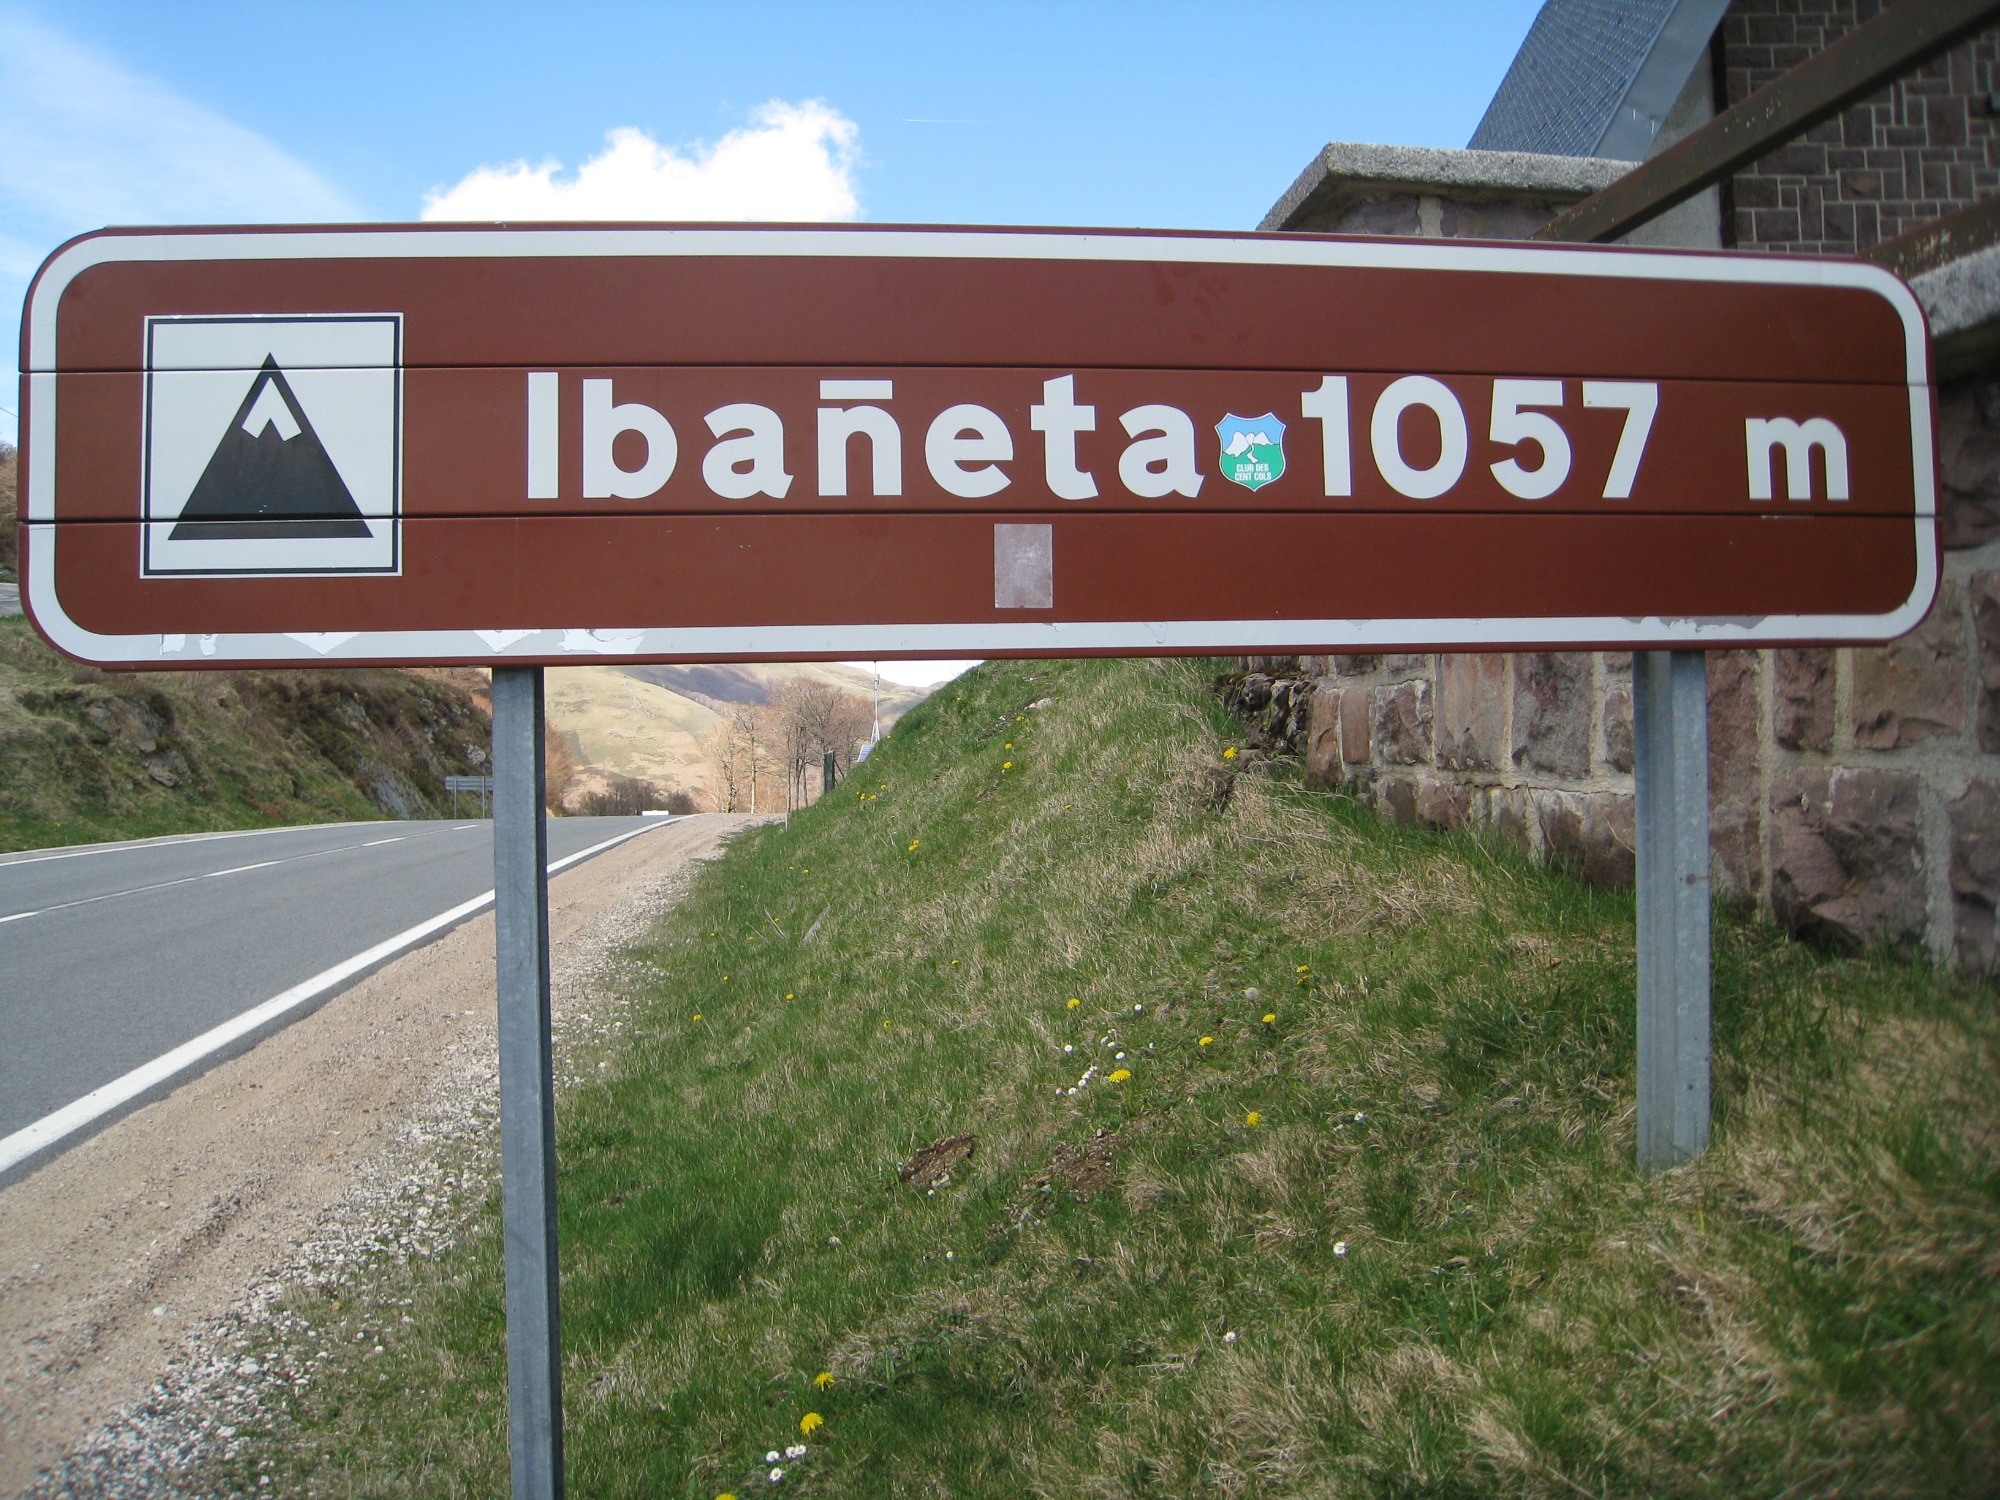 Ibañeta 1057 m
CLUB DES
CENT COLS